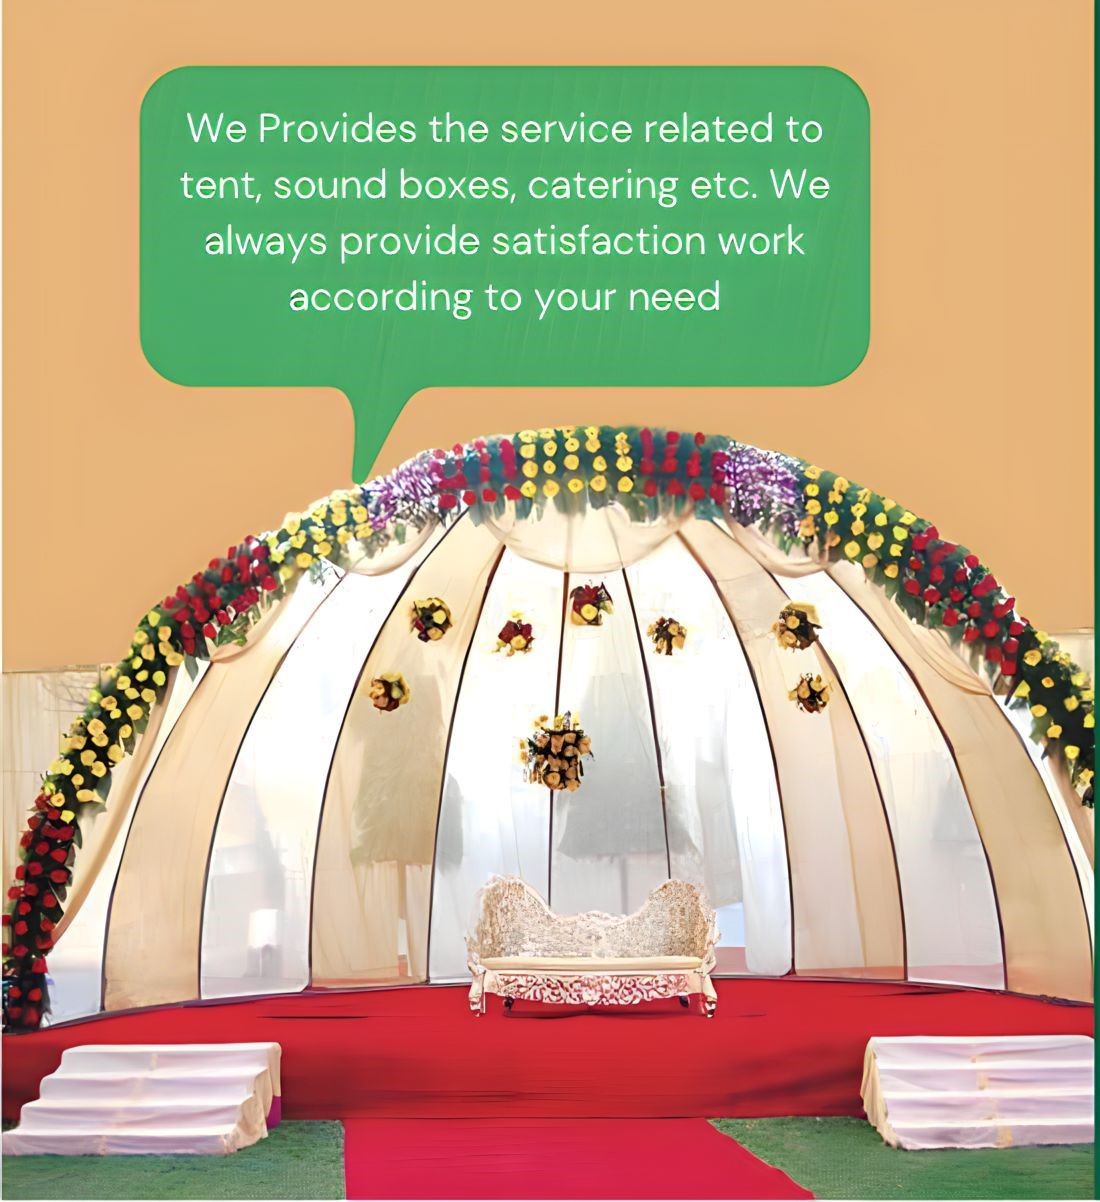 We Provides the service related to
tent, sound boxes, catering etc. We
always provide satisfaction work
according to your need